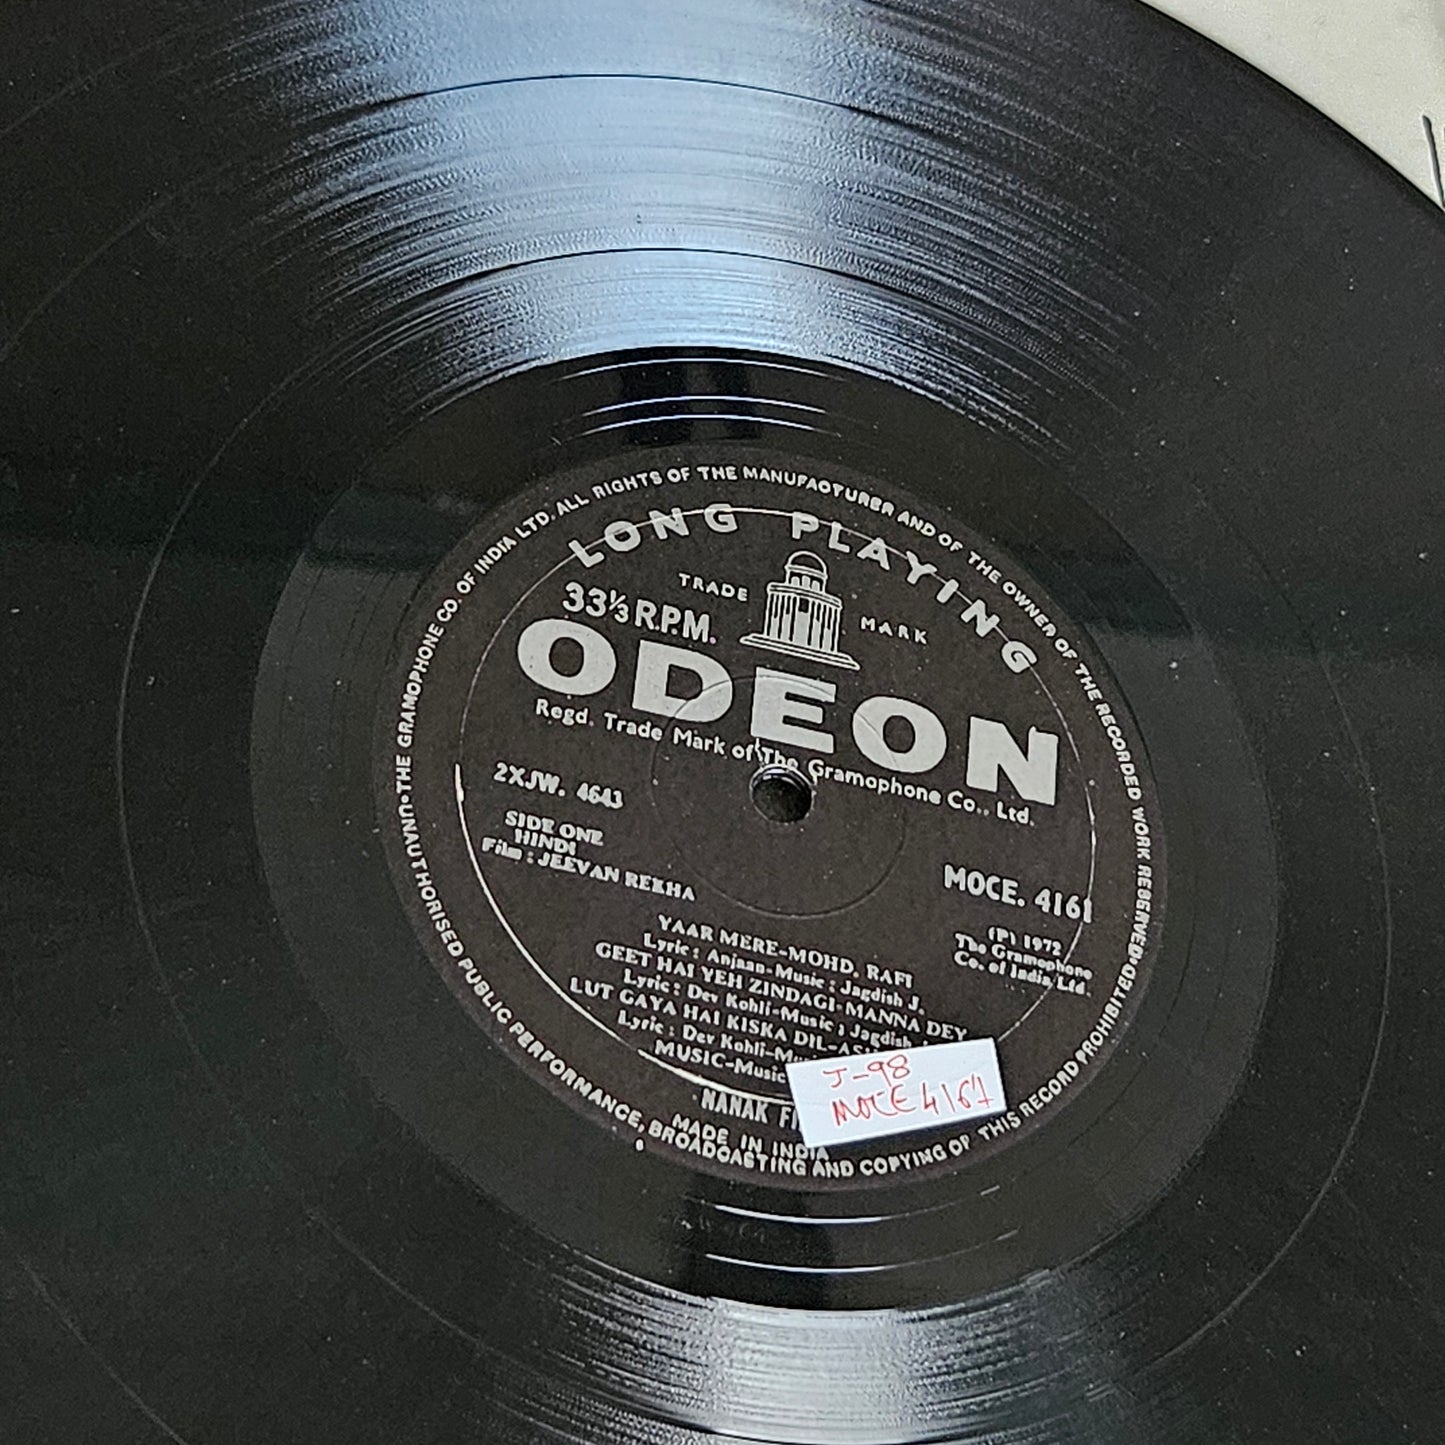 THE GRAMOPHONE CO. OF INDIA LTD. ALL RIGHTS OF THE MANUFACTURER AND OF THE OWNER OF THE RECORDED WORK RESERVED
LONG PLAYING
TRADE MARK
33⅓ R.P.M.
ODEON
Regd. Trade Mark of The Gramophone Co., Ltd.
2XJW. 4643
SIDE ONE
HINDI
Film : JEEVAN REKHA
MOCE. 4161
(P) 1972
The Gramophone
Co. of India Ltd.
YAAR MERE-MOHD. RAFI
Lyric : Anjaan-Music : Jagdish J.
GEET HAI YEH ZINDAGI-MANNA DEY
Lyric : Dev Kohli-Music ; Jagdish
LUT GAYA HAI KISKA DIL-
Lyric : Dev Kohli-
MUSIC-Music
NANAK
MADE IN INDIA
UNAUTHORISED PUBLIC PERFORMANCE, BROADCASTING AND COPYING OF THIS RECORD PROHIBITED
J-98
MOCE 4161